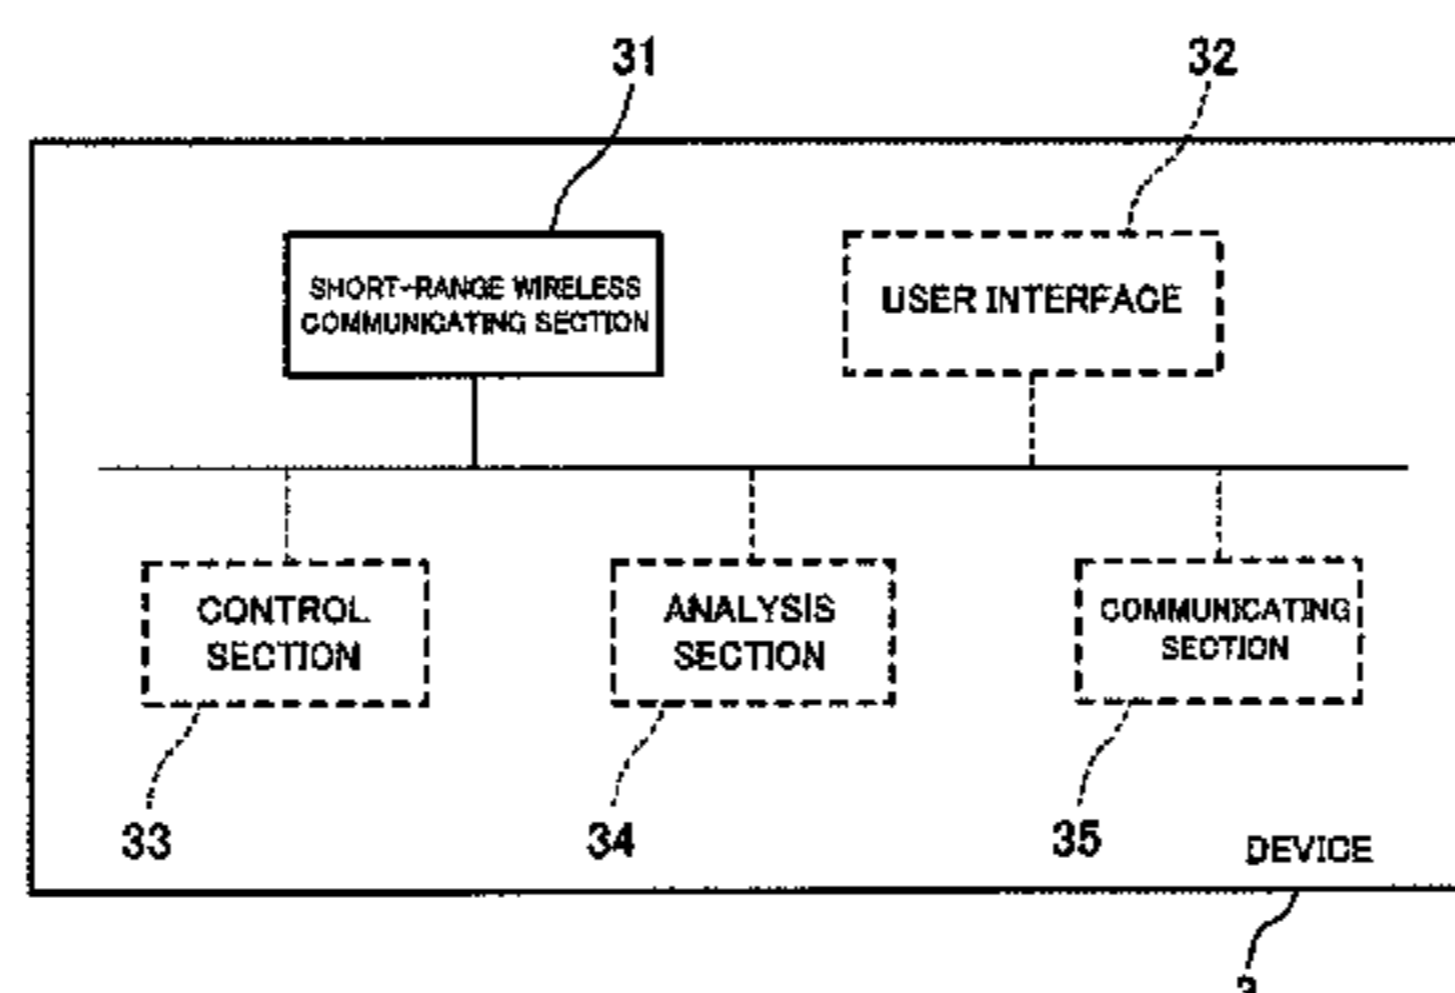 31
32
SHORT-RANGE WIRELESS
COMMUNICATING SECTION
USER INTERFACE
CONTROL
SECTION
ANALYSIS
SECTION
COMMUNICATING
SECTION
33
34
35
DEVICE
3